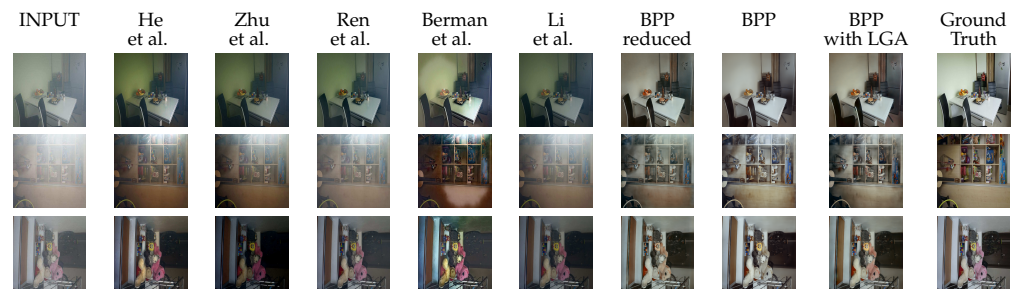 INPUT He et al. Zhu et al. Ren et al. Berman et al. Li et al. BPP reduced BPP BPP with LGA Ground Truth